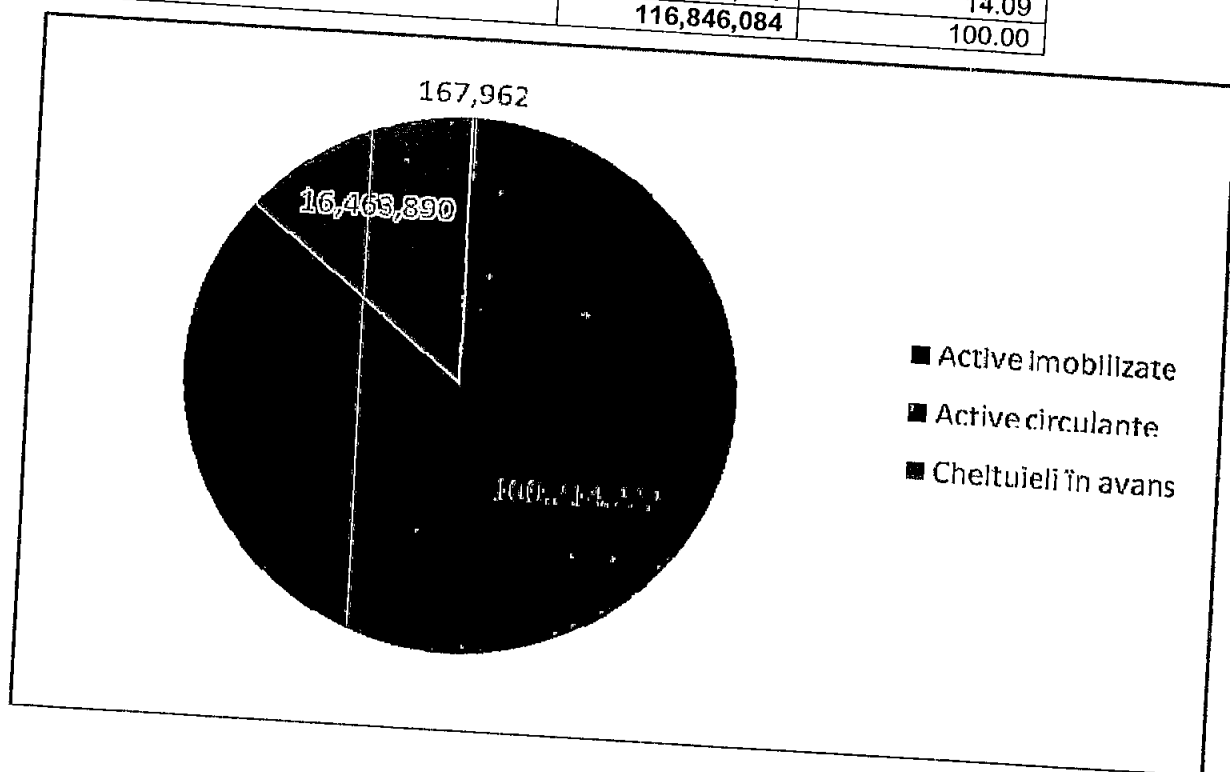 14.09
116,846,084 100.00
167,962
16,463,890
Active imobilizate
Active circulante
Cheltuieli în avans